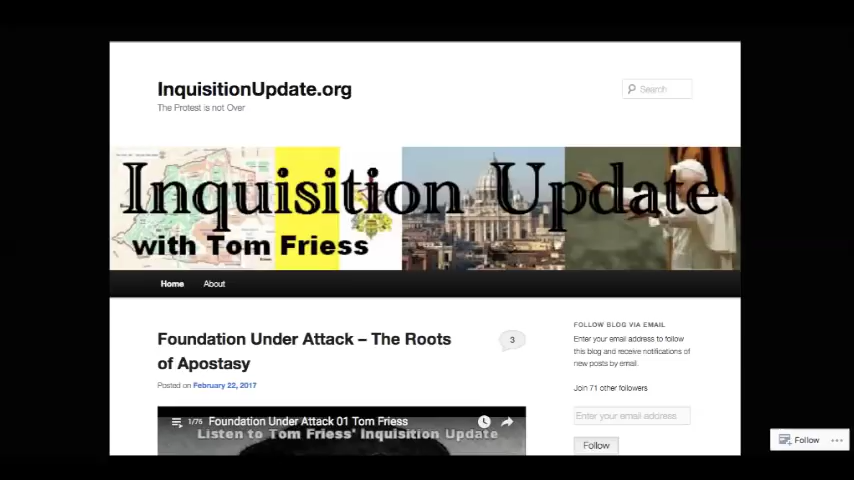 InquisitionUpdate.org
The Protest is not Over
Search
Inquisition Update
with Tom Friess
Home About
Foundation Under Attack – The Roots
of Apostasy
3
Posted on February 22, 2017
1/75 Foundation Under Attack 01 Tom Friess
Listen to Tom Friess' Inquisition Update
FOLLOW BLOG VIA EMAIL
Enter your email address to follow
this blog and receive notifications of
new posts by email.
Join 71 other followers
Enter your email address
Follow
Follow